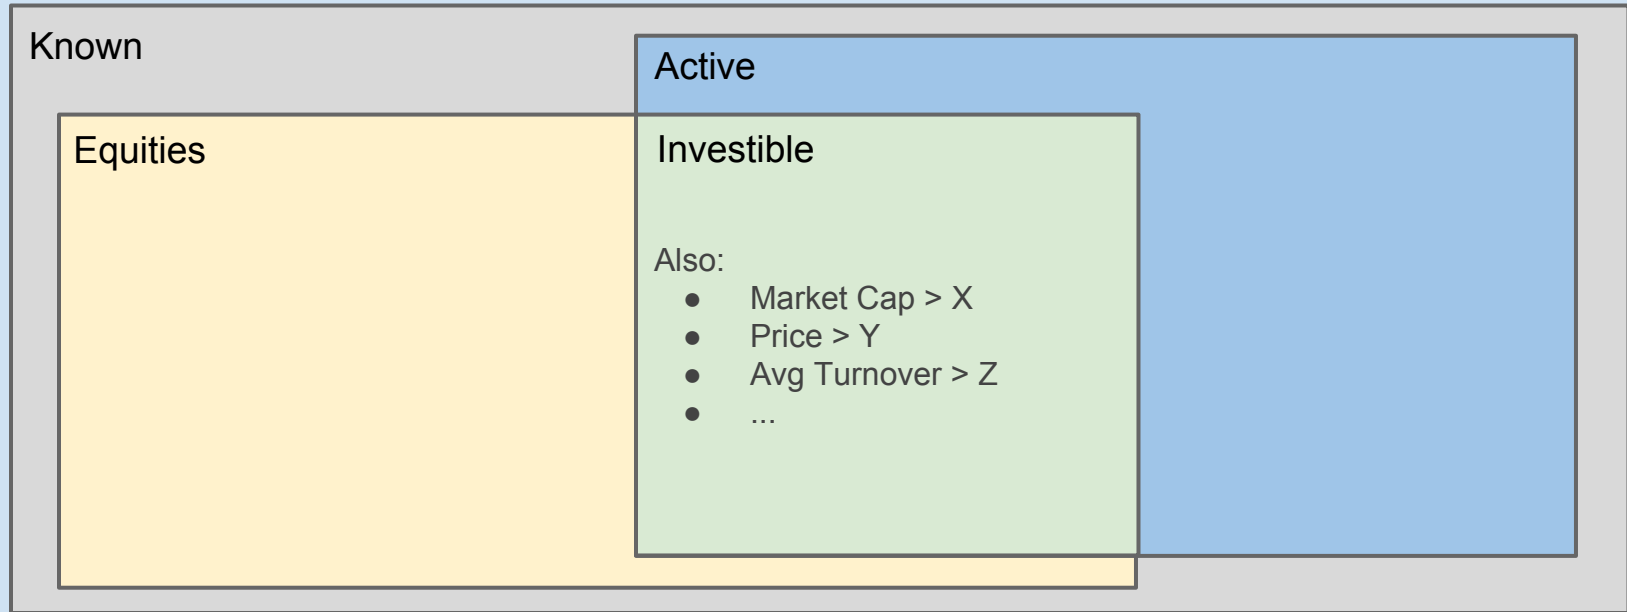 Known
Active
Equities
Investible
Also:
● Market Cap > X
● Price > Y
● Avg Turnover > Z
● ...